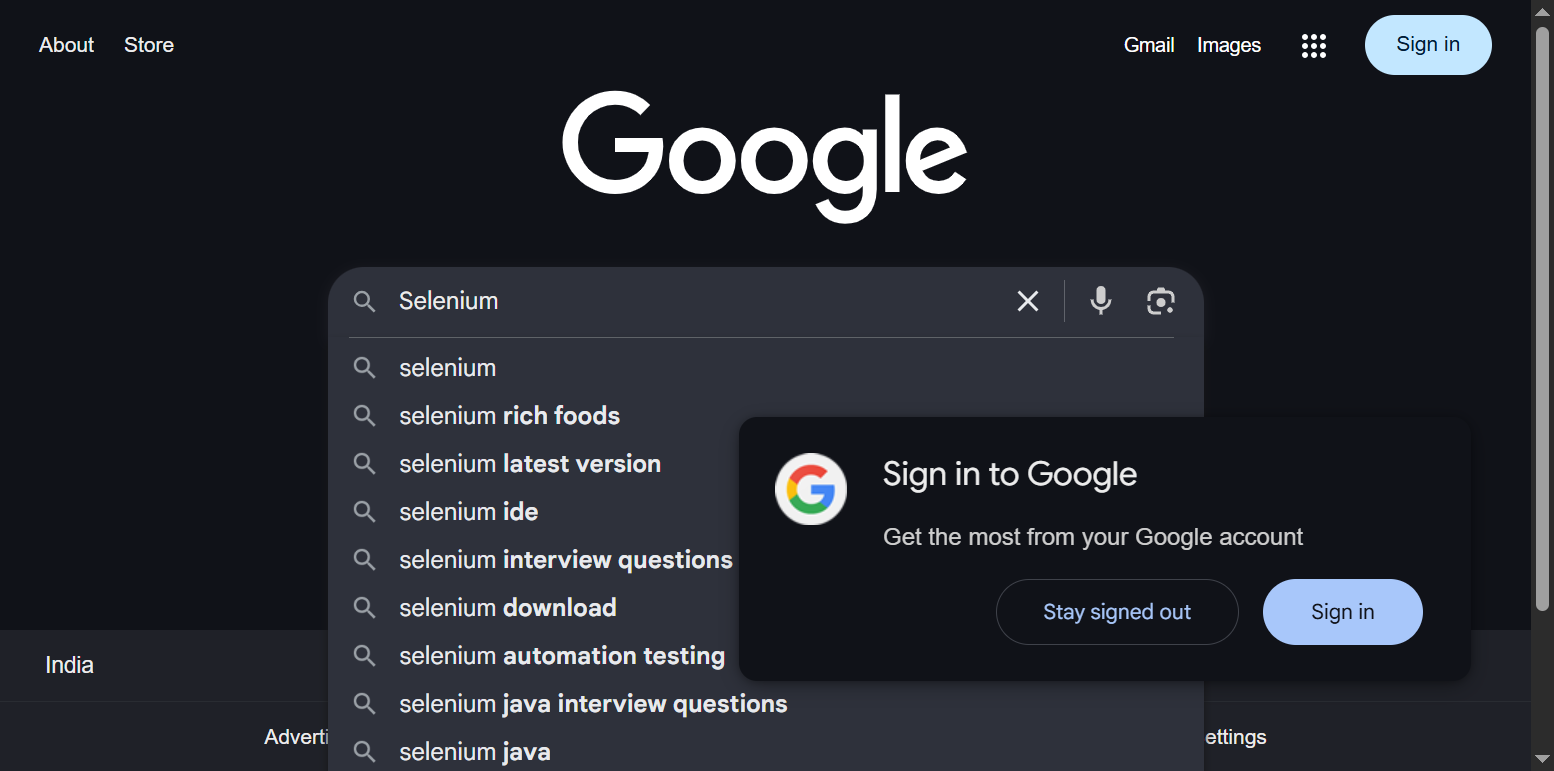 About Store Gmail Images Sign in
Google
Selenium
selenium
selenium rich foods
selenium latest version
selenium ide
selenium interview questions
selenium download
selenium automation testing
selenium java interview questions
selenium java
Sign in to Google
Get the most from your Google account
Stay signed out Sign in
India
Adverti
ettings